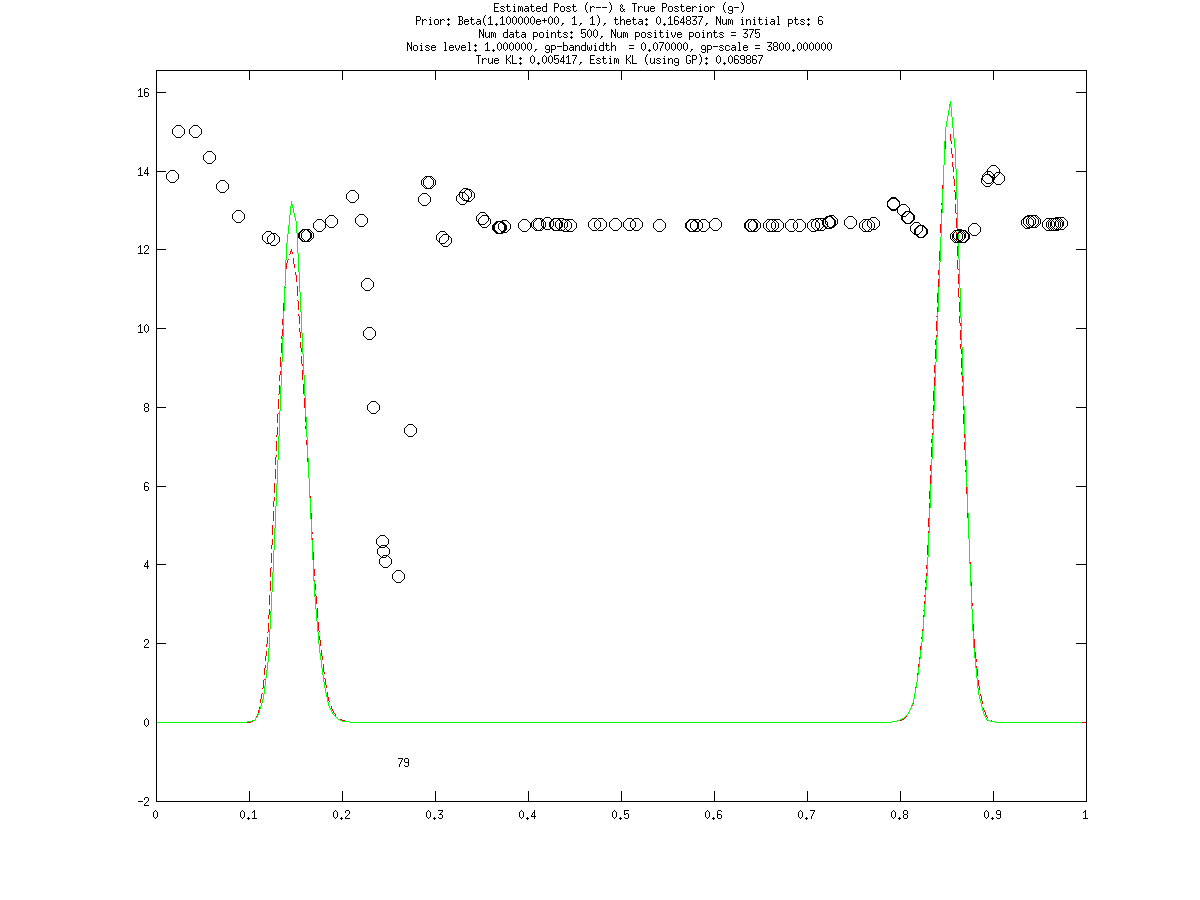 Estimated Post (r--) & True Posterior (g-)
Prior: Beta(1.100000e+00, 1, 1), theta: 0.164837, Num initial pts: 6
Num data points: 500, Num positive points = 375
Noise level: 1.000000, gp-bandwidth  = 0.070000, gp-scale = 3800.000000
True KL: 0.005417, Estim KL (using GP): 0.069867
16
14
12
10
8
6
4
2
0
79
-2
0 0.1 0.2 0.3 0.4 0.5 0.6 0.7 0.8 0.9 1